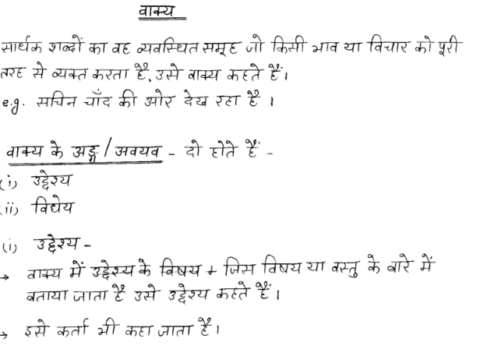 वाक्य
सार्थक शब्दों का वह व्यवस्थित समूह जो किसी भाव या विचार को पूरी
तरह से व्यक्त करता है, उसे वाक्य कहते हैं।
e.g. सचिन चाँद की ओर देख रहा है ।
वाक्य के अङ्ग / अवयव - दो होते हैं -
(i) उद्देश्य
(ii) विधेय
(i) उद्देश्य -
→ वाक्य में उद्देश्य के विषय + जिस विषय या वस्तु के बारे में
बताया जाता है उसे उद्देश्य कहते हैं।
→ इसे कर्ता भी कहा जाता है।